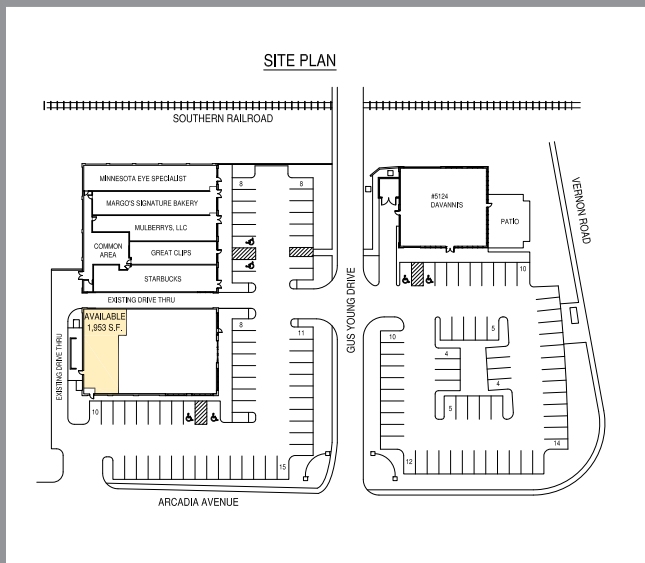 SITE PLAN
SOUTHERN RAILROAD
MINNESOTA EYE SPECIALIST
MARGO'S SIGNATURE BAKERY
MULBERRYS, LLC
COMMON
AREA
GREAT CLIPS
STARBUCKS
8
8
#5124
DAVANNIS
PATIO
VERNON ROAD
10
EXISTING DRIVE THRU
AVAILABLE
1,953 S.F.
EXISTING DRIVE THRU
8
11
GUS YOUNG DRIVE
10
5
4
4
5
10
15
12
14
ARCADIA AVENUE